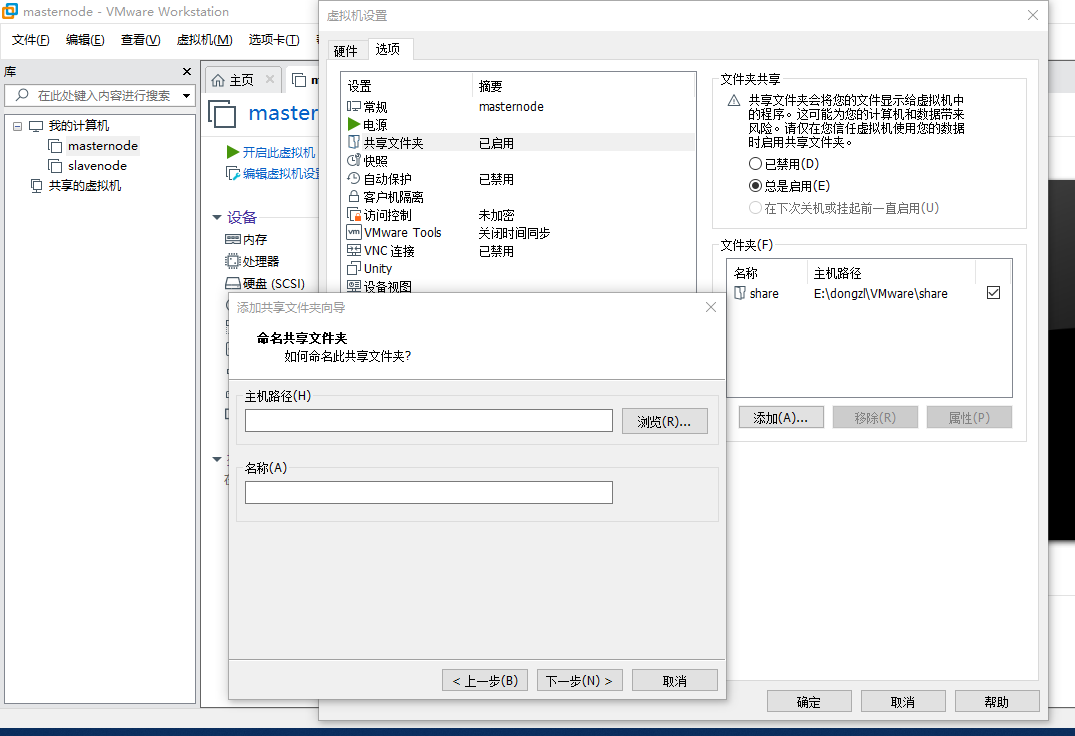 masternode - VMware Workstation
文件(F) 编辑(E) 查看(V) 虚拟机(M) 选项卡(T)
库
在此处键入内容进行搜索
我的计算机
masternode
slavenode
共享的虚拟机
主页
master
开启此虚拟机
编辑虚拟机设置
设备
内存
处理器
硬盘 (SCSI)
虚拟机设置
硬件 选项
设置 摘要
常规 masternode
电源
共享文件夹 已启用
快照
自动保护 已禁用
客户机隔离
访问控制 未加密
VMware Tools 关闭时间同步
VNC 连接 已禁用
Unity
设备视图
文件夹共享
共享文件夹会将您的文件显示给虚拟机中
的程序。这可能为您的计算机和数据带来
风险。请仅在您信任虚拟机使用您的数据
时启用共享文件夹。
已禁用(D)
总是启用(E)
在下次关机或挂起前一直启用(U)
文件夹(F)
名称 主机路径
share E:\dongzl\VMware\share
添加(A)... 移除(R) 属性(P)
添加共享文件夹向导
命名共享文件夹
如何命名此共享文件夹?
主机路径(H)
浏览(R)...
名称(A)
< 上一步(B) 下一步(N) > 取消
确定 取消 帮助